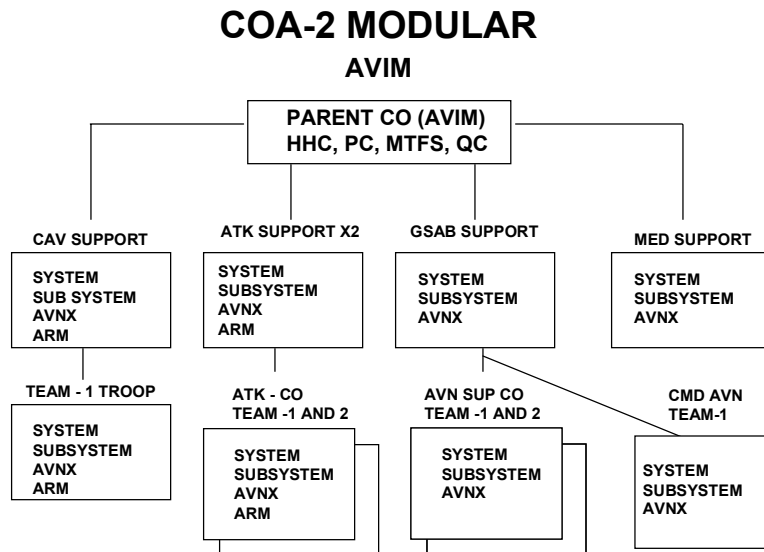 COA-2 MODULAR
AVIM
PARENT CO (AVIM)
HHC, PC, MTFS, QC
CAV SUPPORT
SYSTEM
SUB SYSTEM
AVNX
ARM
ATK SUPPORT X2
SYSTEM
SUBSYSTEM
AVNX
ARM
GSAB SUPPORT
SYSTEM
SUBSYSTEM
AVNX
MED SUPPORT
SYSTEM
SUBSYSTEM
AVNX
TEAM - 1 TROOP
SYSTEM
SUBSYSTEM
AVNX
ARM
ATK - CO
TEAM -1 AND 2
SYSTEM
SUBSYSTEM
AVNX
ARM
AVN SUP CO
TEAM -1 AND 2
SYSTEM
SUBSYSTEM
AVNX
CMD AVN
TEAM-1
SYSTEM
SUBSYSTEM
AVNX